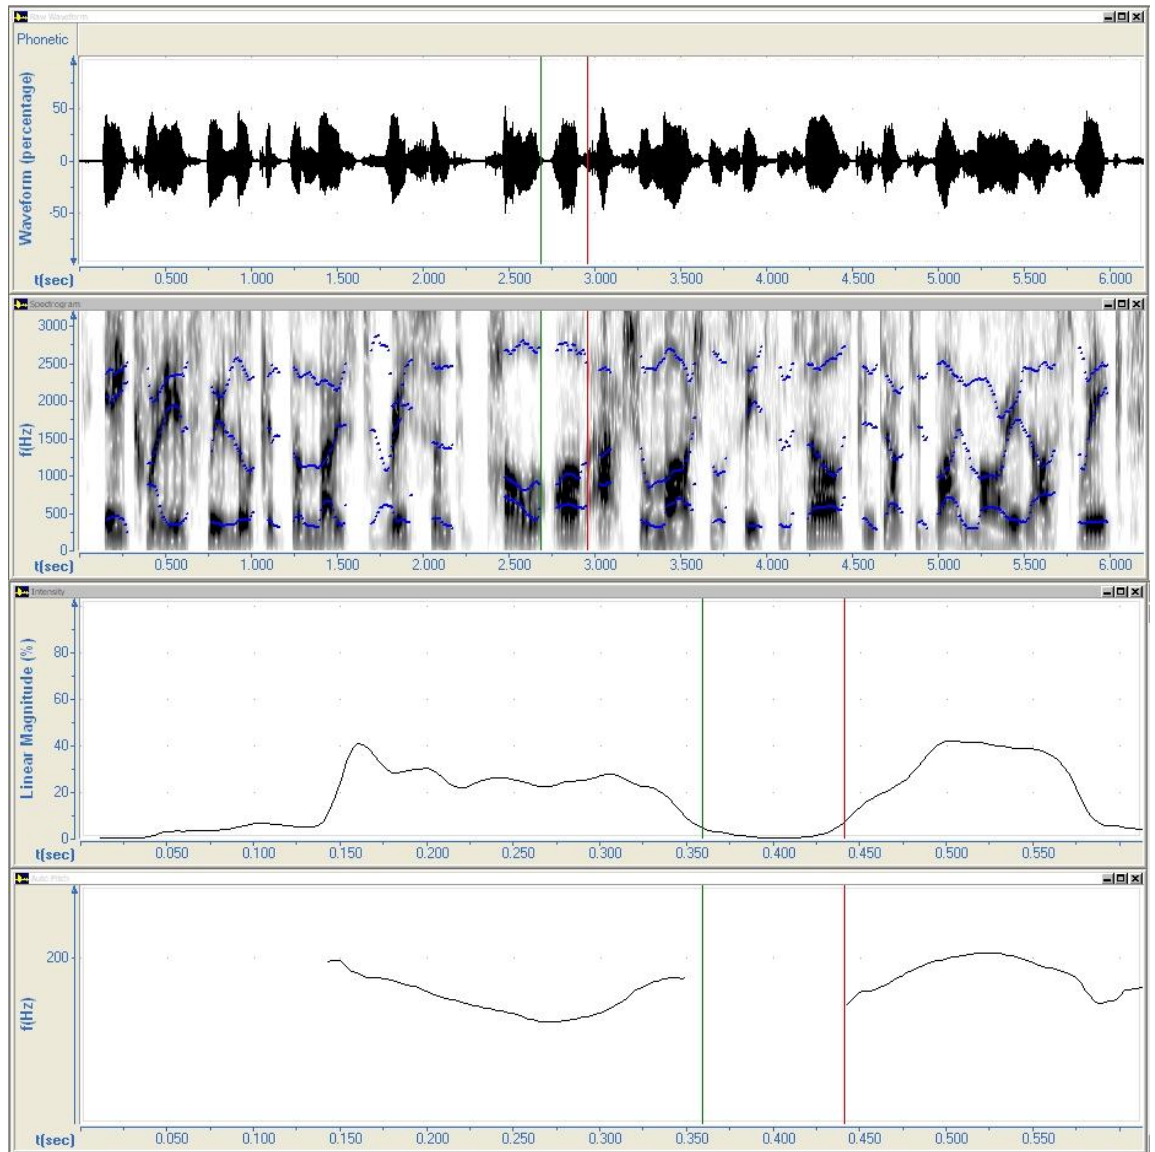 Raw Waveform
Phonetic
Waveform (percentage)
50
0
-50
t(sec) 0.500 1.000 1.500 2.000 2.500 3.000 3.500 4.000 4.500 5.000 5.500 6.000
Spectrogram
f(Hz)
3000
2500
2000
1500
1000
500
0
t(sec) 0.500 1.000 1.500 2.000 2.500 3.000 3.500 4.000 4.500 5.000 5.500 6.000
Intensity
Linear Magnitude (%)
80
60
40
20
0
t(sec) 0.050 0.100 0.150 0.200 0.250 0.300 0.350 0.400 0.450 0.500 0.550
Auto Pitch
f(Hz)
200
t(sec) 0.050 0.100 0.150 0.200 0.250 0.300 0.350 0.400 0.450 0.500 0.550